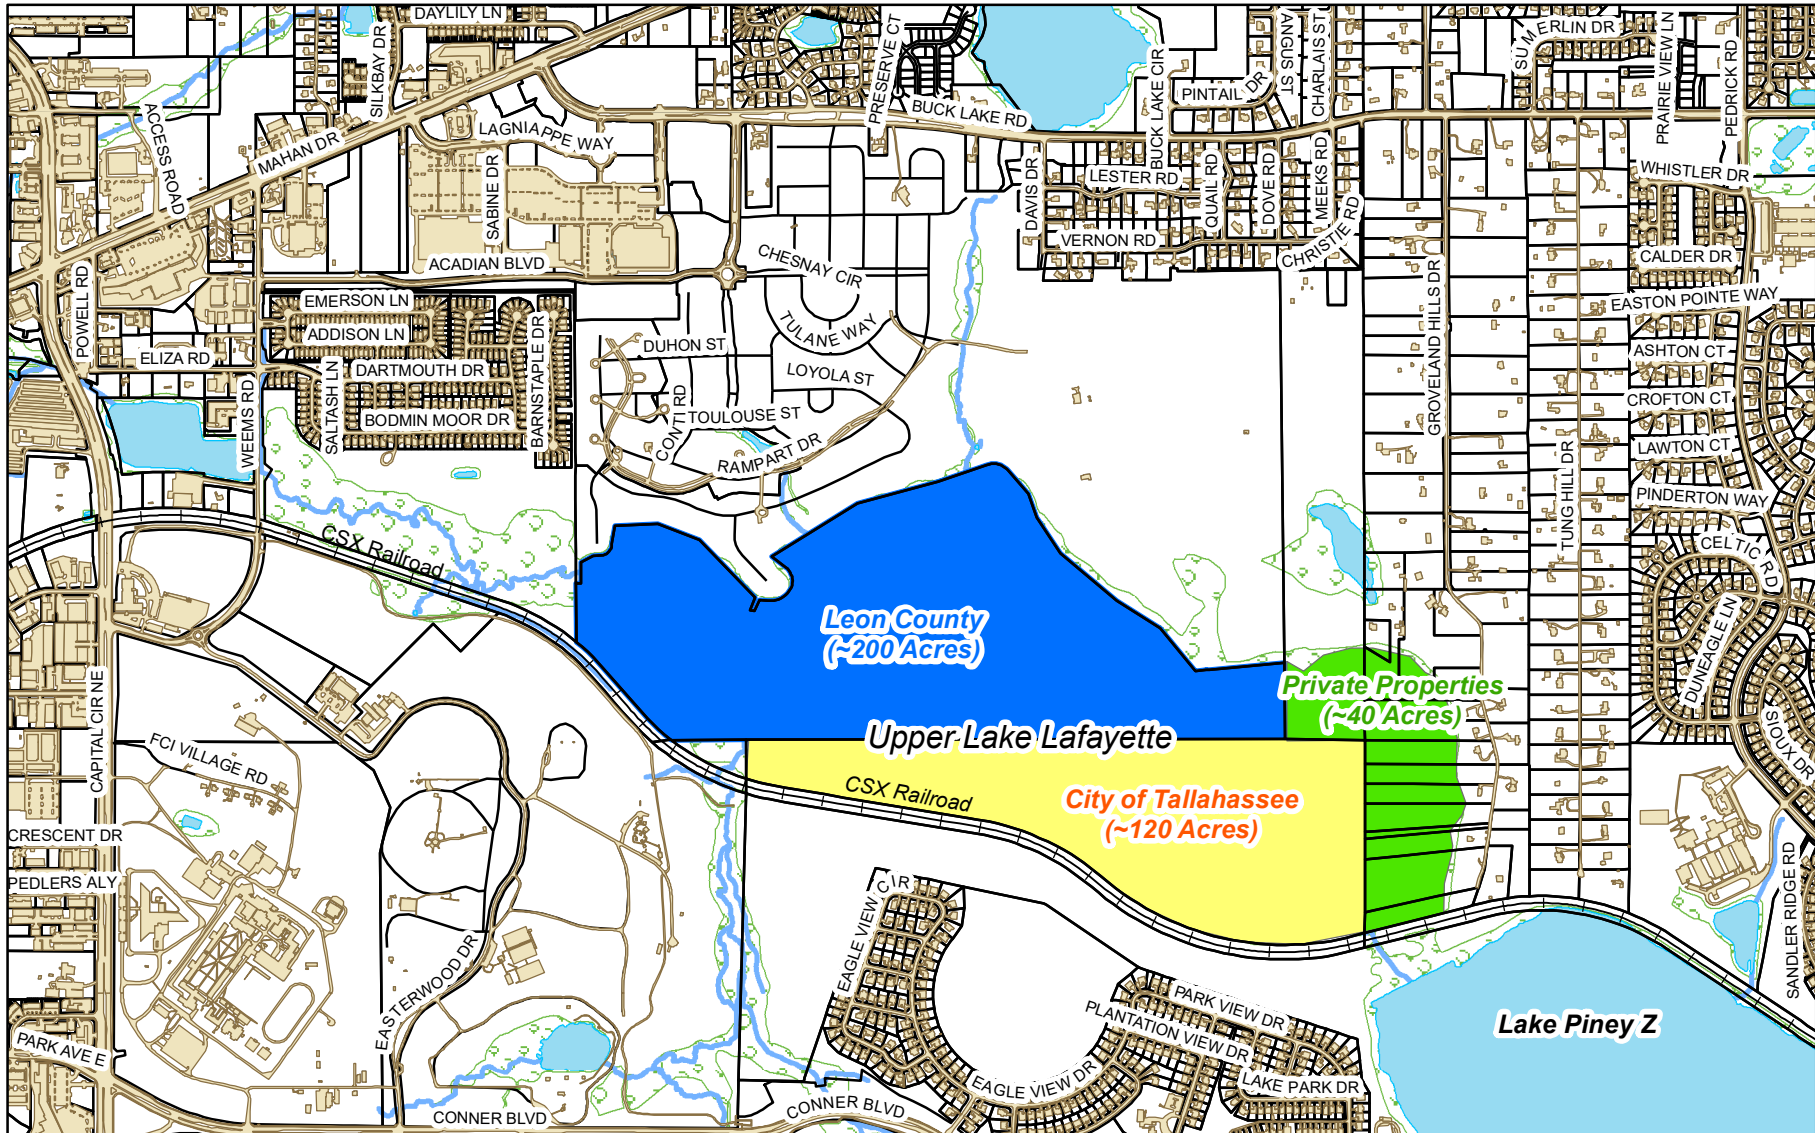 DAYLILY LN
SILKBAY DR
PRESERVE CT
BUCK LAKE CIR
ANGUS ST
CHARLAIS ST
SUMMERLIN DR
PRAIRIE VIEW LN
PEDRICK RD
ACCESS ROAD
MAHAN DR
LAGNIAPPE WAY
BUCK LAKE RD
PINTAIL DR
SABINE DR
DAVIS DR
LESTER RD
QUAIL RD
DOVE RD
MEEKS RD
WHISTLER DR
VERNON RD
CHRISTIE RD
CALDER DR
ACADIAN BLVD
CHESNAY CIR
POWELL RD
EMERSON LN
ADDISON LN
ELIZA RD
DARTMOUTH DR
BARNSTAPLE DR
SALTASH LN
BODMIN MOOR DR
WEEMS RD
DUHON ST
TULANE WAY
LOYOLA ST
CONTI RD
TOULOUSE ST
RAMPART DR
GROVELAND HILLS DR
TUNG HILL DR
EASTON POINTE WAY
ASHTON CT
CROFTON CT
LAWTON CT
PINDERTON WAY
CELTIC RD
DUNEAGLE LN
SIOUX DR
CSX Railroad
Leon County
(~200 Acres)
Private Properties
(~40 Acres)
Upper Lake Lafayette
CSX Railroad
City of Tallahassee
(~120 Acres)
CAPITAL CIR NE
FCI VILLAGE RD
CRESCENT DR
PEDLERS ALY
PARK AVE E
EASTERWOOD DR
CONNER BLVD
CONNER BLVD
EAGLE VIEW CIR
EAGLE VIEW DR
PARK VIEW DR
PLANTATION VIEW DR
LAKE PARK DR
Lake Piney Z
SANDLER RIDGE RD